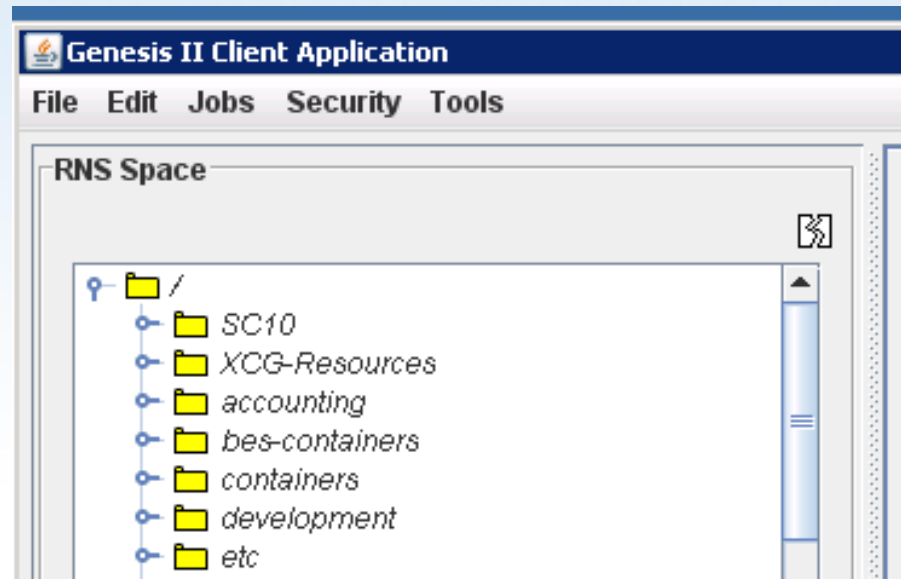 Genesis II Client Application
File Edit Jobs Security Tools
RNS Space
/
SC10
XCG-Resources
accounting
bes-containers
containers
development
etc